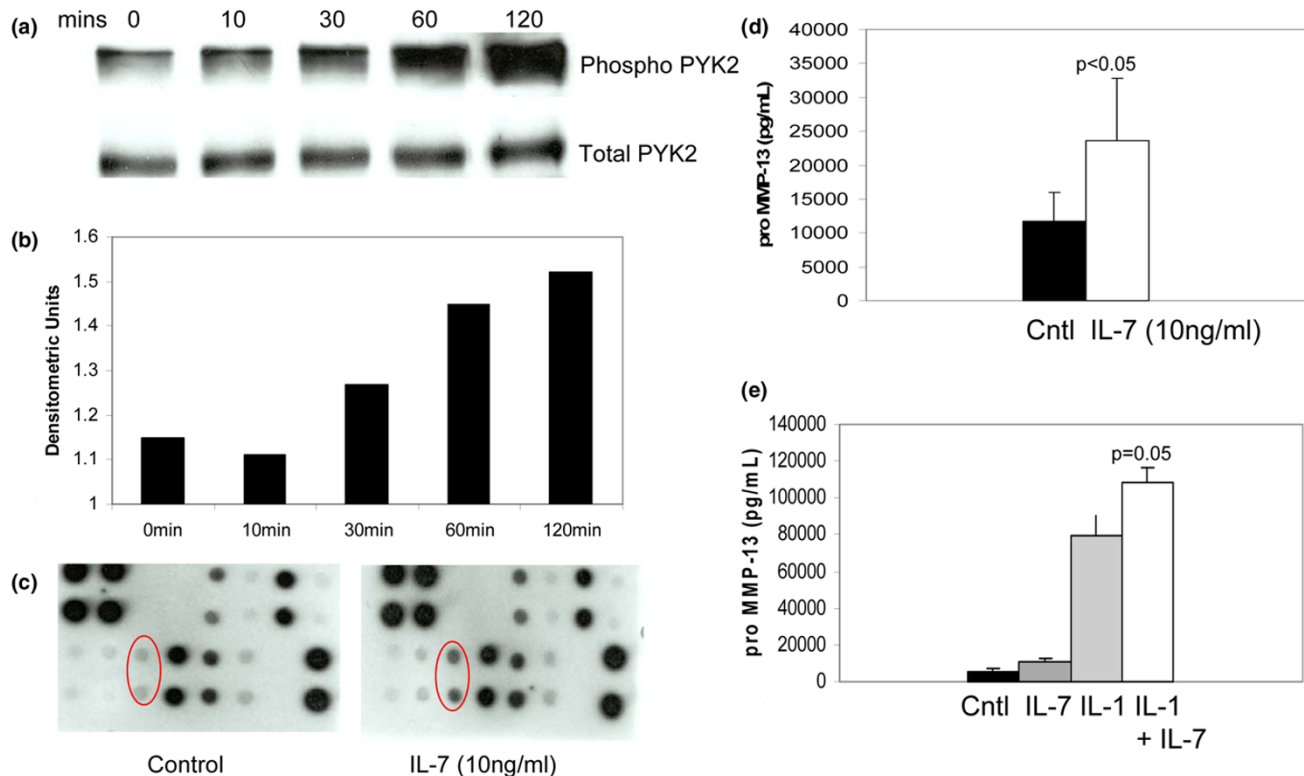 (a)
mins 0 10 30 60 120
Phospho PYK2
Total PYK2
(b)
Densitometric Units
1.6
1.5
1.4
1.3
1.2
1.1
1
0min 10min 30min 60min 120min
(c)
Control
IL-7 (10ng/ml)
(d)
pro MMP-13 (pg/mL)
40000
35000
30000
25000
20000
15000
10000
5000
0
p<0.05
Cntl IL-7 (10ng/ml)
(e)
pro MMP-13 (pg/mL)
140000
120000
100000
80000
60000
40000
20000
0
p=0.05
Cntl IL-7 IL-1 IL-1
+ IL-7